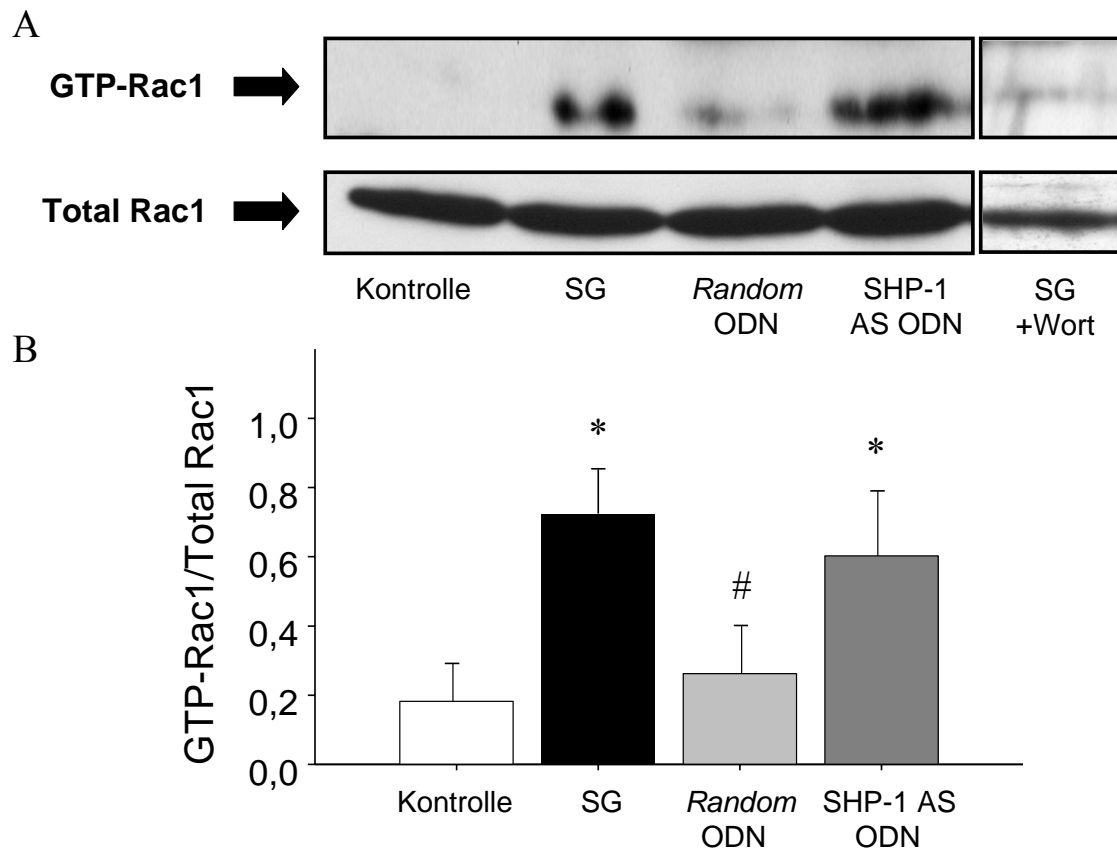 A
GTP-Rac1
Total Rac1
Kontrolle SG Random SHP-1 SG
ODN AS ODN +Wort
B
GTP-Rac1/Total Rac1
1,0
0,8
0,6
0,4
0,2
0,0
* # *
Kontrolle SG Random SHP-1 AS
ODN ODN